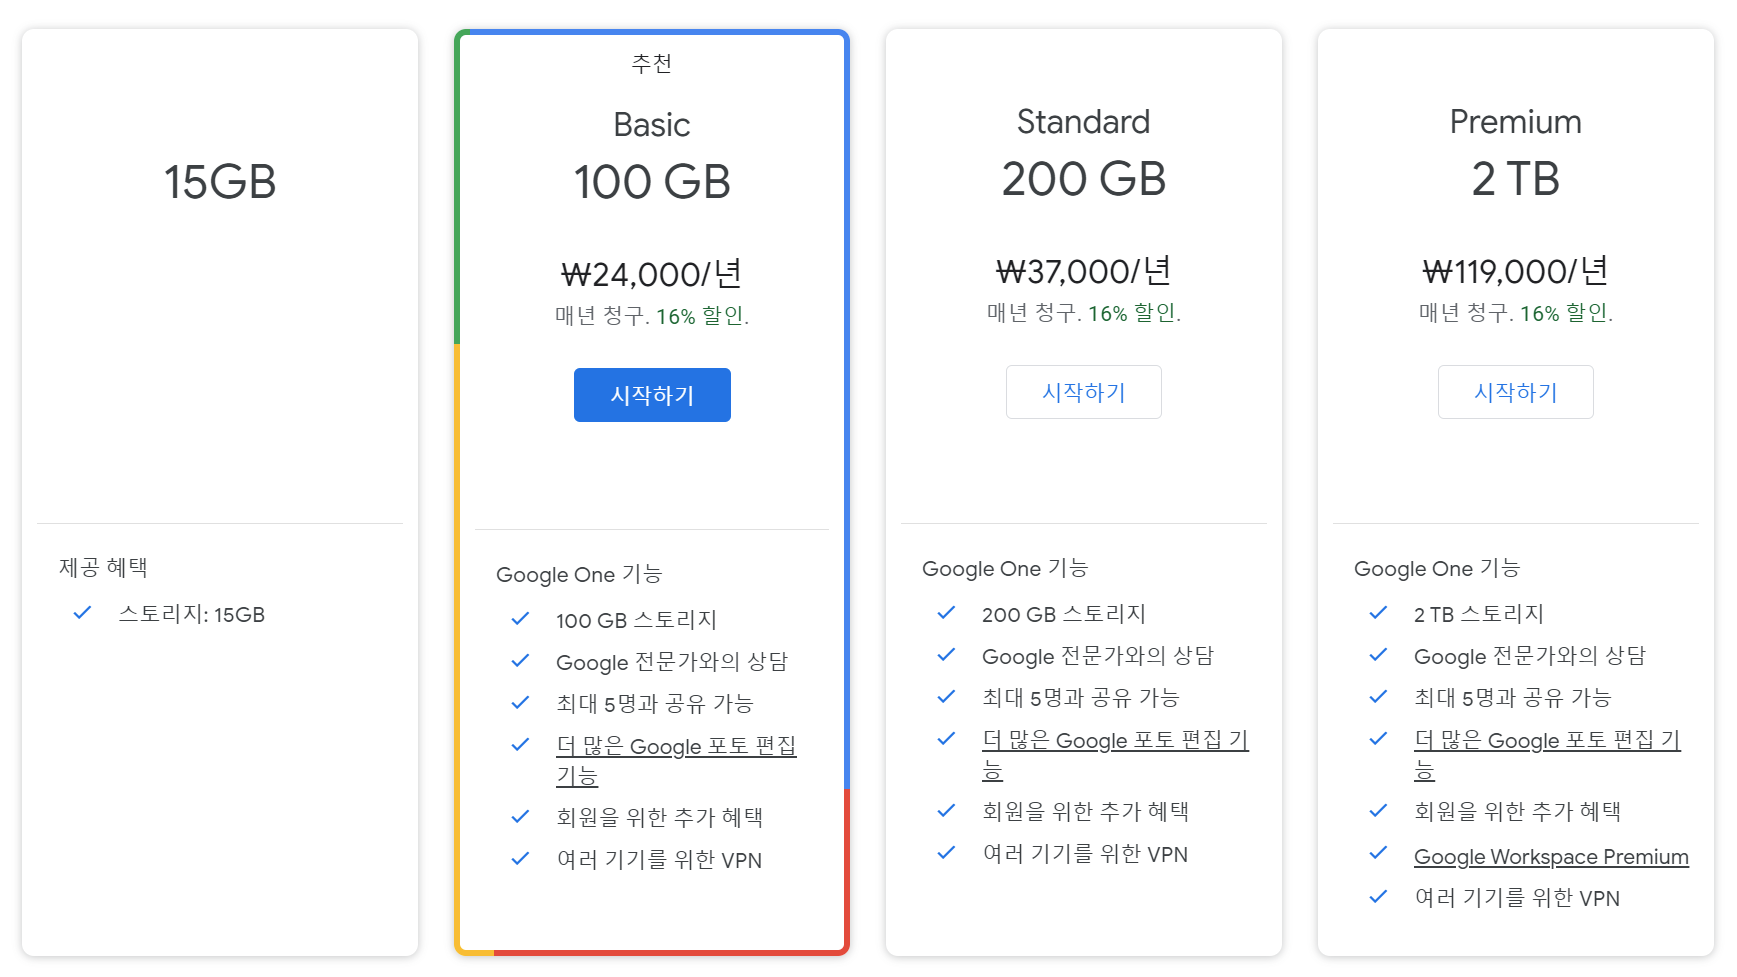 15GB
제공 혜택
스토리지: 15GB
추천
Basic
100 GB
₩24,000/년
매년 청구. 16% 할인.
시작하기
Google One 기능
100 GB 스토리지
Google 전문가와의 상담
최대 5명과 공유 가능
더 많은 Google 포토 편집
기능
회원을 위한 추가 혜택
여러 기기를 위한 VPN
Standard
200 GB
₩37,000/년
매년 청구. 16% 할인.
시작하기
Google One 기능
200 GB 스토리지
Google 전문가와의 상담
최대 5명과 공유 가능
더 많은 Google 포토 편집 기
능
회원을 위한 추가 혜택
여러 기기를 위한 VPN
Premium
2 TB
₩119,000/년
매년 청구. 16% 할인.
시작하기
Google One 기능
2 TB 스토리지
Google 전문가와의 상담
최대 5명과 공유 가능
더 많은 Google 포토 편집 기
능
회원을 위한 추가 혜택
Google Workspace Premium
여러 기기를 위한 VPN